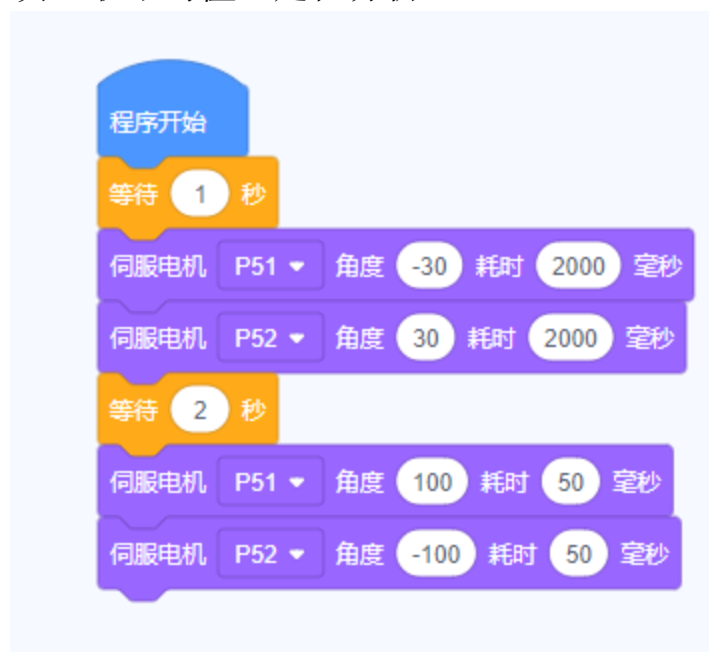 程序开始
等待 1 秒
伺服电机 P51 角度 -30 耗时 2000 毫秒
伺服电机 P52 角度 30 耗时 2000 毫秒
等待 2 秒
伺服电机 P51 角度 100 耗时 50 毫秒
伺服电机 P52 角度 -100 耗时 50 毫秒